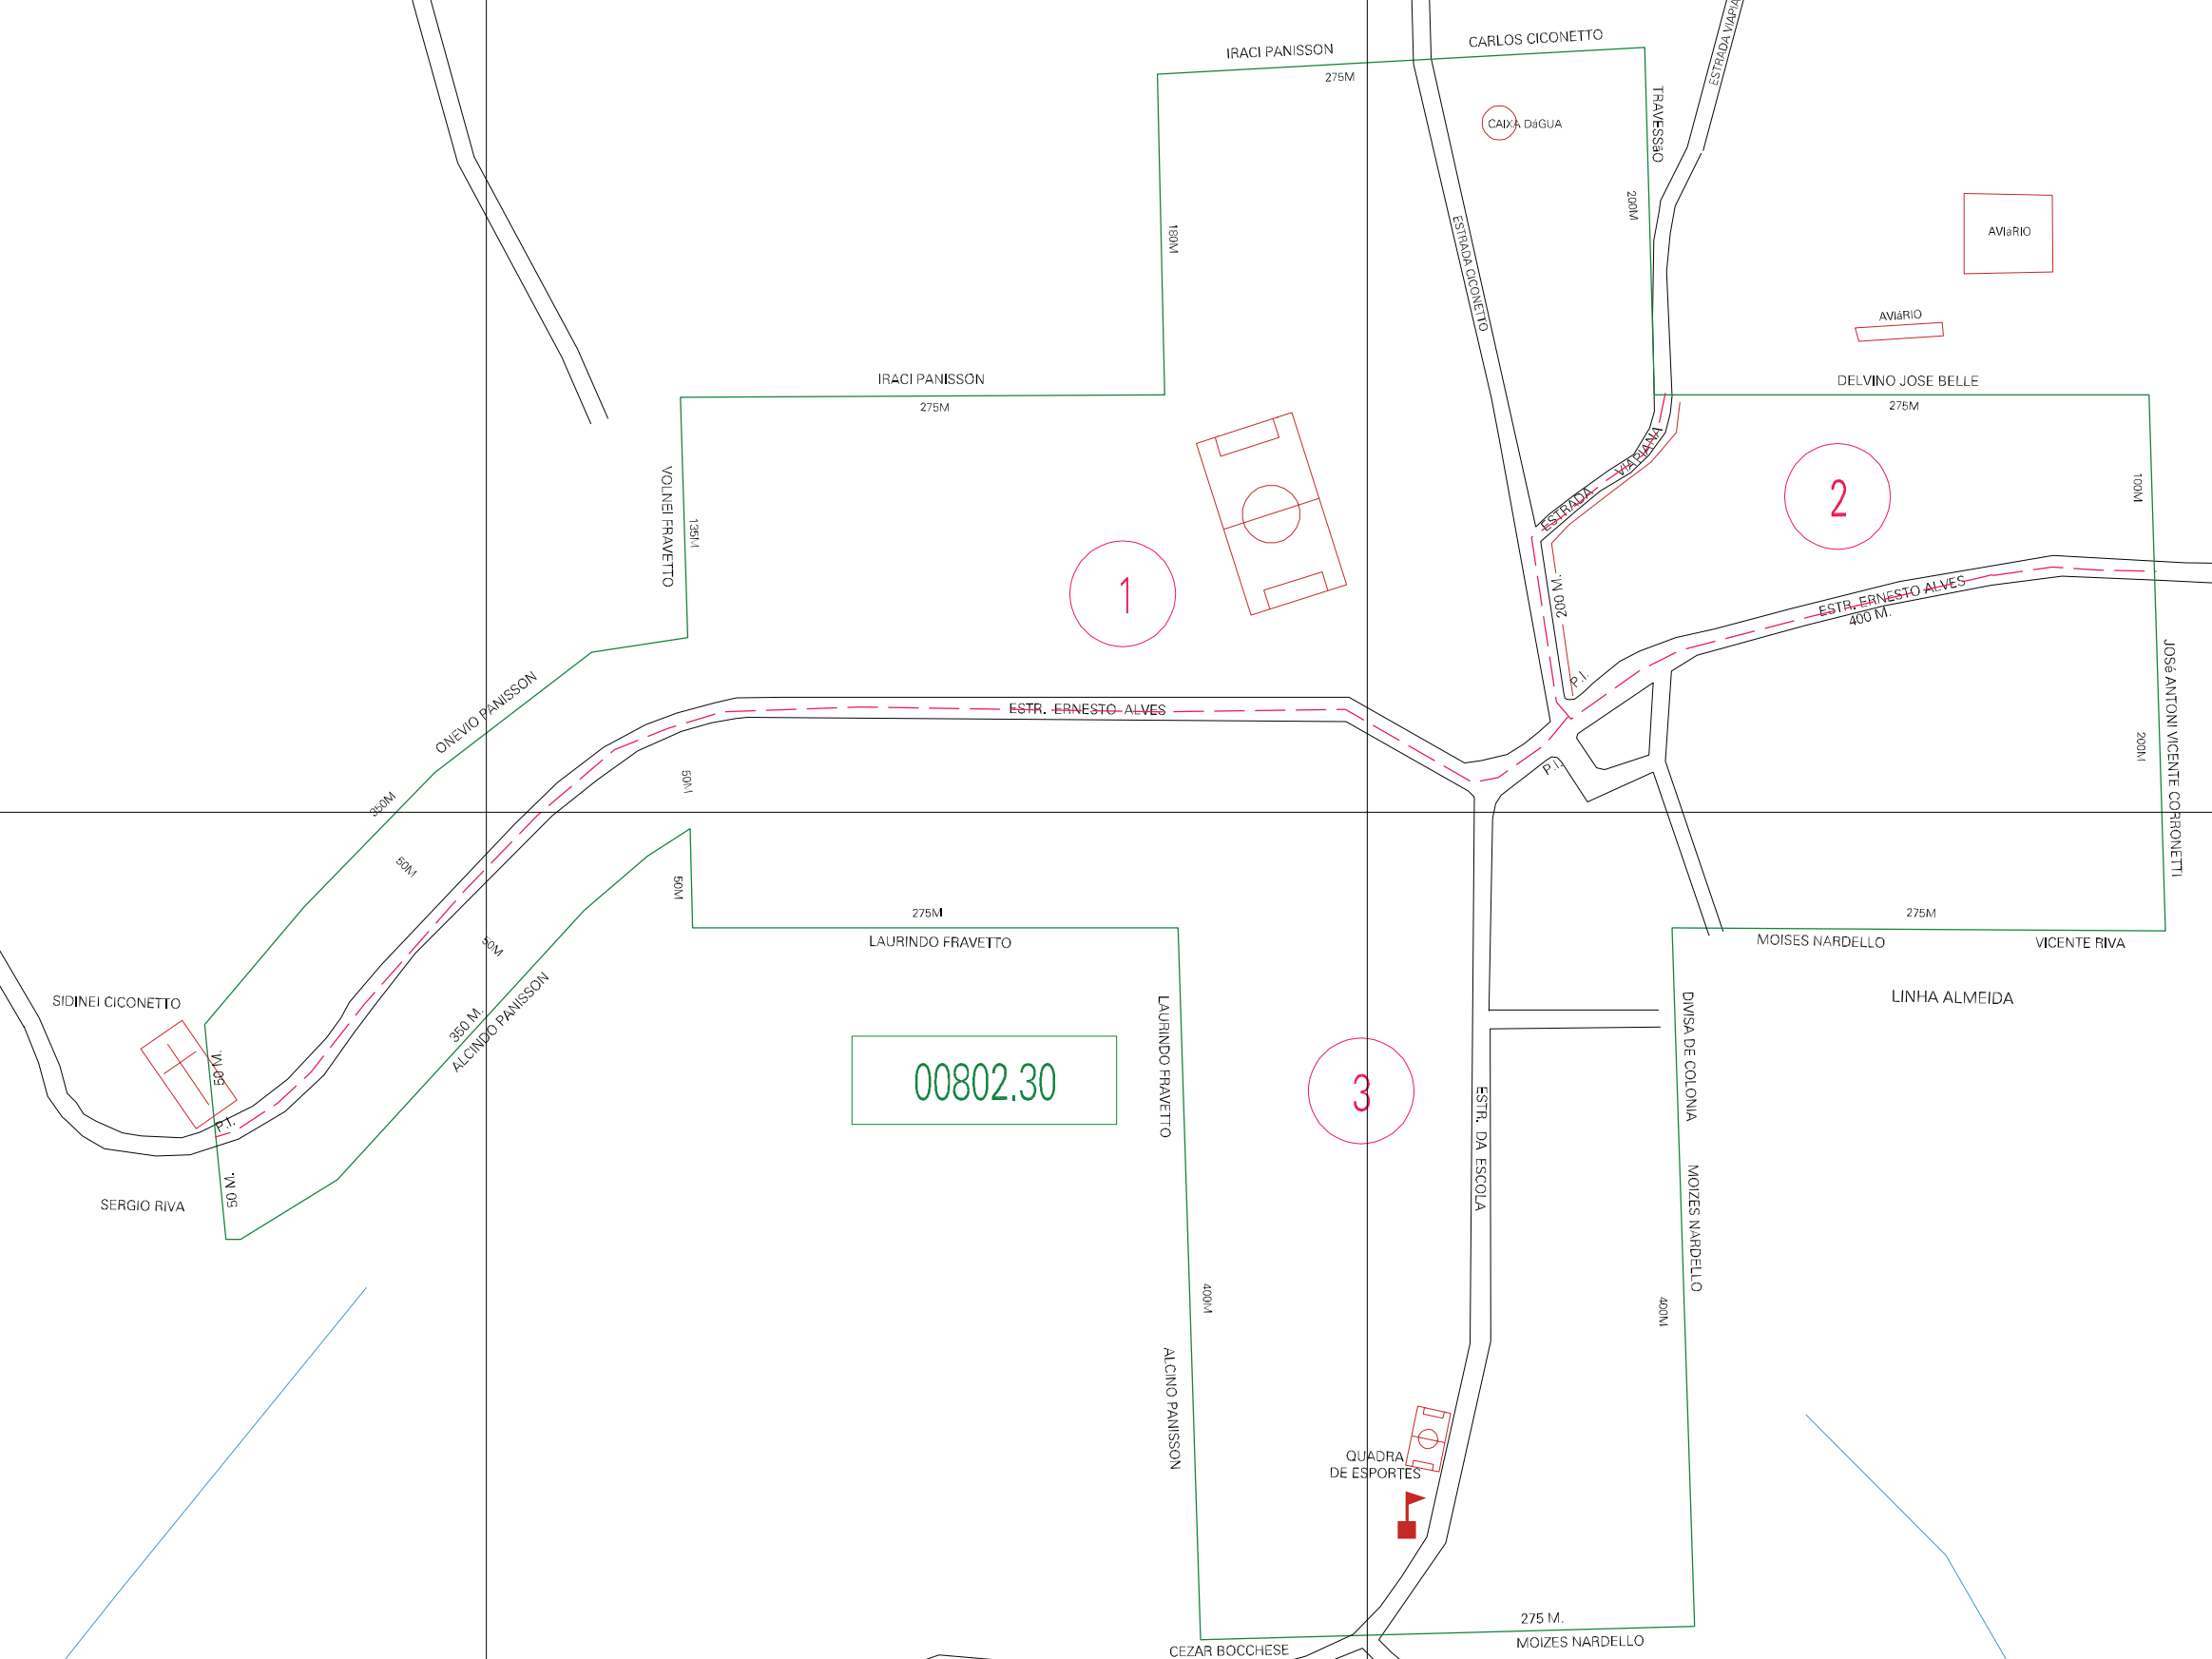 IRACI PANISSON
CARLOS CICONETTO
275M
ESTRADA VIAPIA
TRAVESSãO
CAIXA DáGUA
200M
180M
ESTRADA CICONETTO
AVIáRIO
AVIáRIO
IRACI PANISSON
275M
DELVINO JOSE BELLE
275M
VOLNEI FRAVETTO
135M
ESTRADA VIAPIANA
2
100M
1
200 M.
ESTR. ERNESTO ALVES
400 M.
P.I.
ONEVIO PANISSON
ESTR. ERNESTO ALVES
JOSé ANTONI VICENTE CORRONETTI
200M
P.I.
50M
350M
50M
50M
275M
LAURINDO FRAVETTO
275M
MOISES NARDELLO
VICENTE RIVA
50M
LINHA ALMEIDA
SIDINEI CICONETTO
350 M.
ALCINDO PANISSON
LAURINDO FRAVETTO
DIVISA DE COLONIA
50 M.
00802.30
3
P.I.
ESTR. DA ESCOLA
50 M.
SERGIO RIVA
MOIZES NARDELLO
400M
400M
ALCINO PANISSON
QUADRA
DE ESPORTES
275 M.
CEZAR BOCCHESE
MOIZES NARDELLO